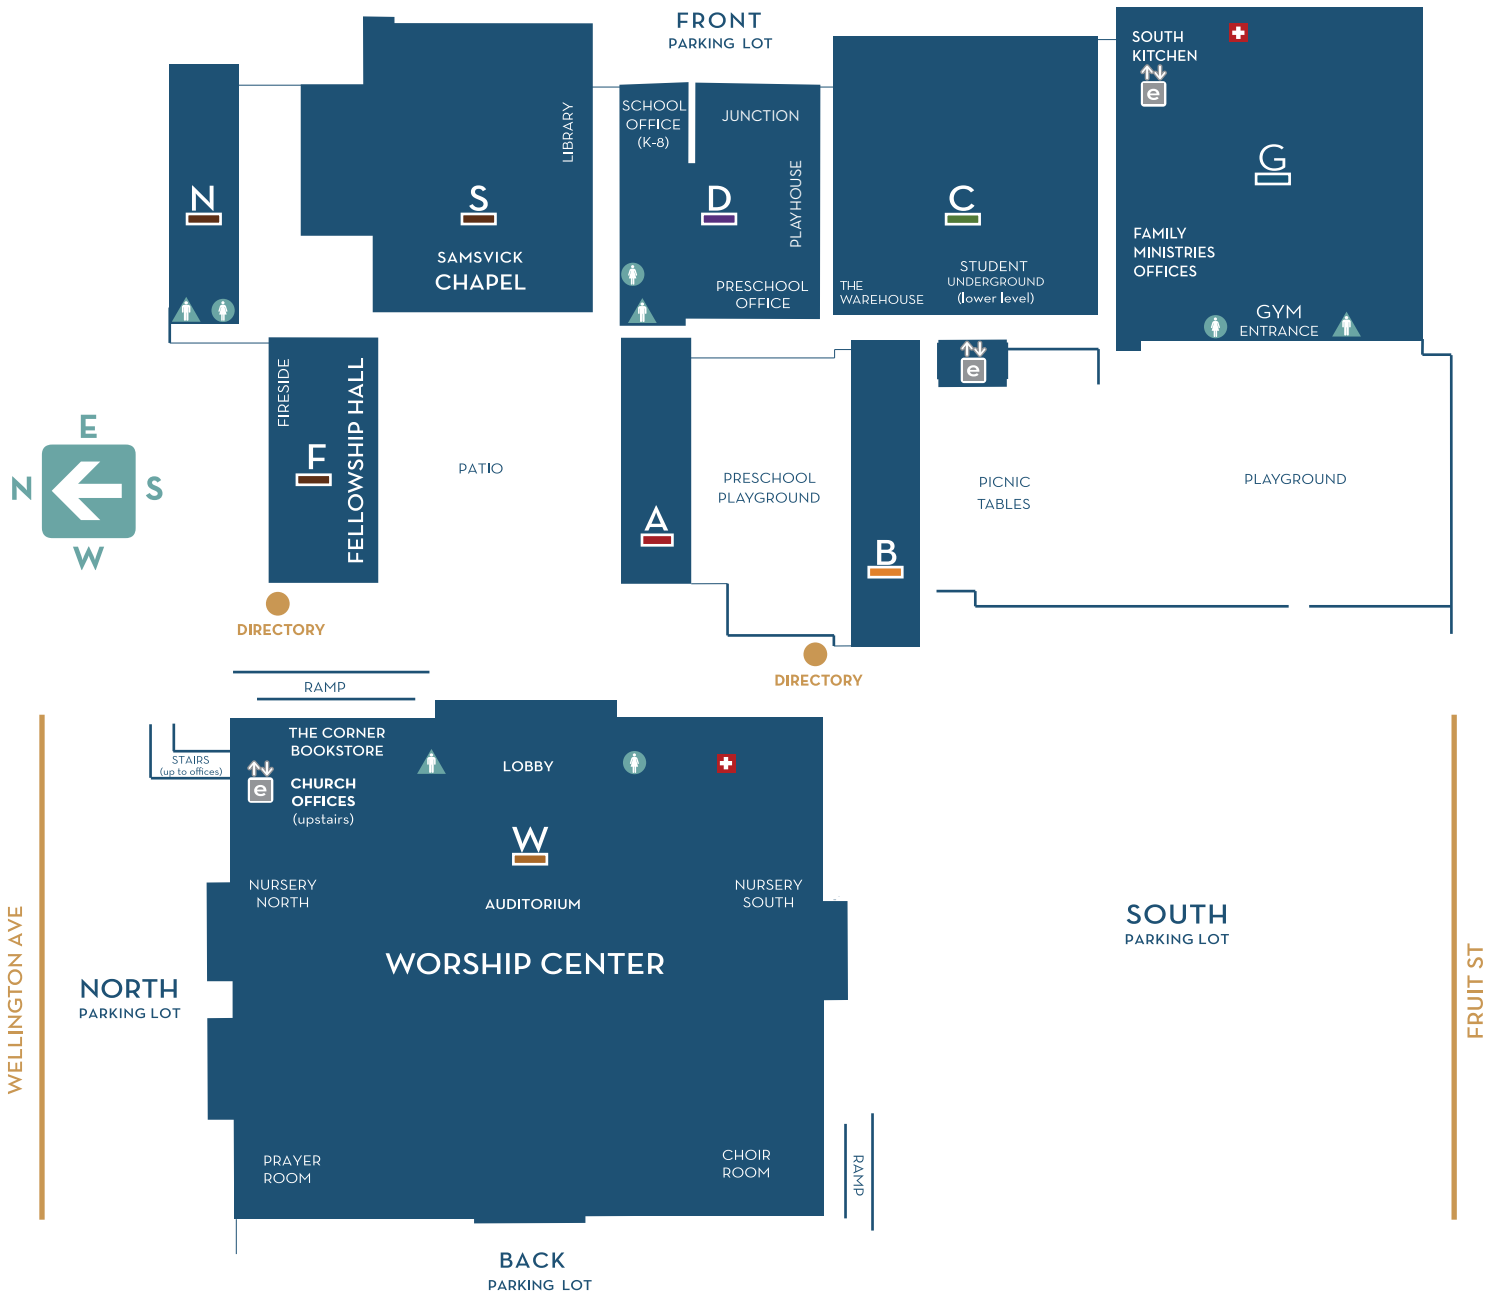 FRONT
PARKING LOT
SOUTH
KITCHEN
e
G
FAMILY
MINISTRIES
OFFICES
GYM
ENTRANCE
N
LIBRARY
S
SAMSVICK
CHAPEL
SCHOOL
OFFICE
(K-8)
JUNCTION
PLAYHOUSE
D
PRESCHOOL
OFFICE
C
STUDENT
UNDERGROUND
(lower level)
THE
WAREHOUSE
FIRESIDE
F
FELLOWSHIP HALL
PATIO
A
PRESCHOOL
PLAYGROUND
B
e
PICNIC
TABLES
PLAYGROUND
E
N
S
W
DIRECTORY
DIRECTORY
RAMP
STAIRS
(up to offices)
THE CORNER
BOOKSTORE
e
CHURCH
OFFICES
(upstairs)
LOBBY
W
NURSERY
NORTH
AUDITORIUM
NURSERY
SOUTH
WORSHIP CENTER
PRAYER
ROOM
CHOIR
ROOM
RAMP
WELLINGTON AVE
NORTH
PARKING LOT
SOUTH
PARKING LOT
FRUIT ST
BACK
PARKING LOT